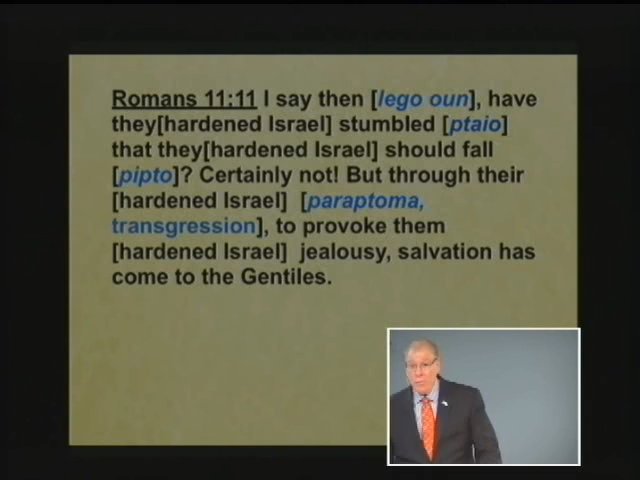 Romans 11:11 I say then [lego oun], have
they[hardened Israel] stumbled [ptaio]
that they[hardened Israel] should fall
[pipto]? Certainly not! But through their
[hardened Israel]  [paraptoma,
transgression], to provoke them
[hardened Israel]  jealousy, salvation has
come to the Gentiles.